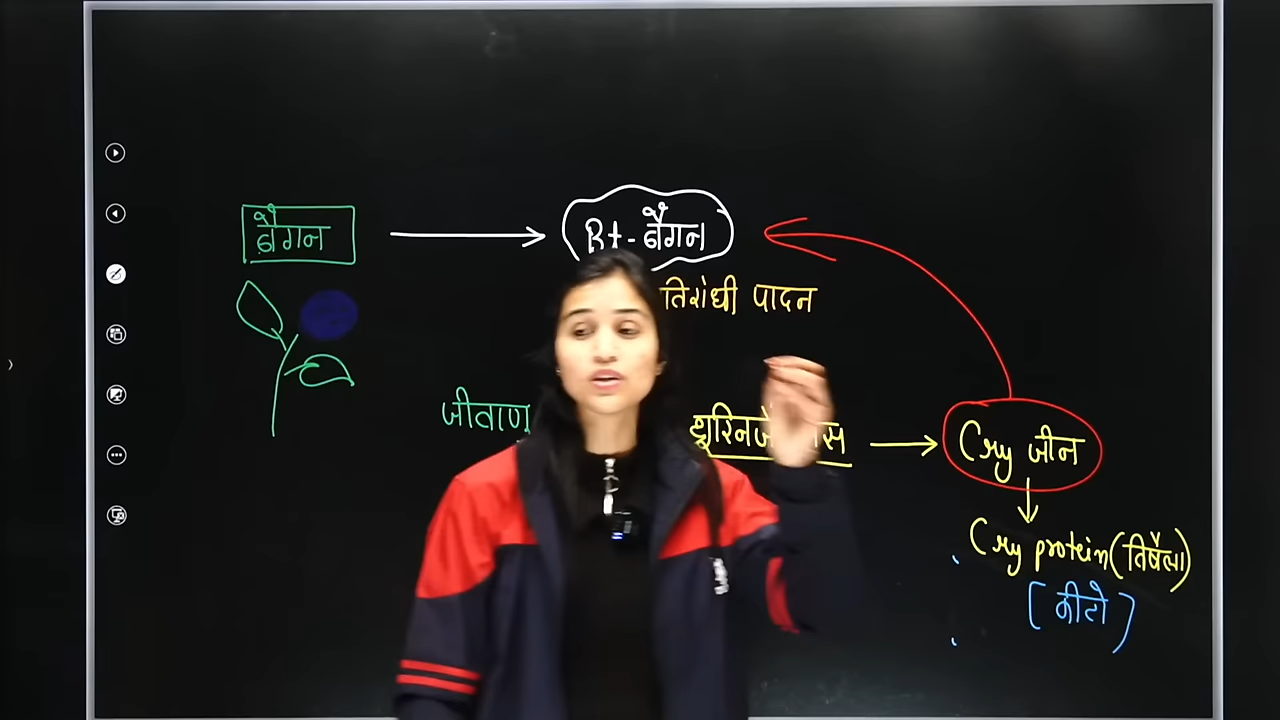 बैगन
Bt- बैगन
पादन
जीवाणु
Cry जीन
Cry protein (विषैला)
[ कीटो ]